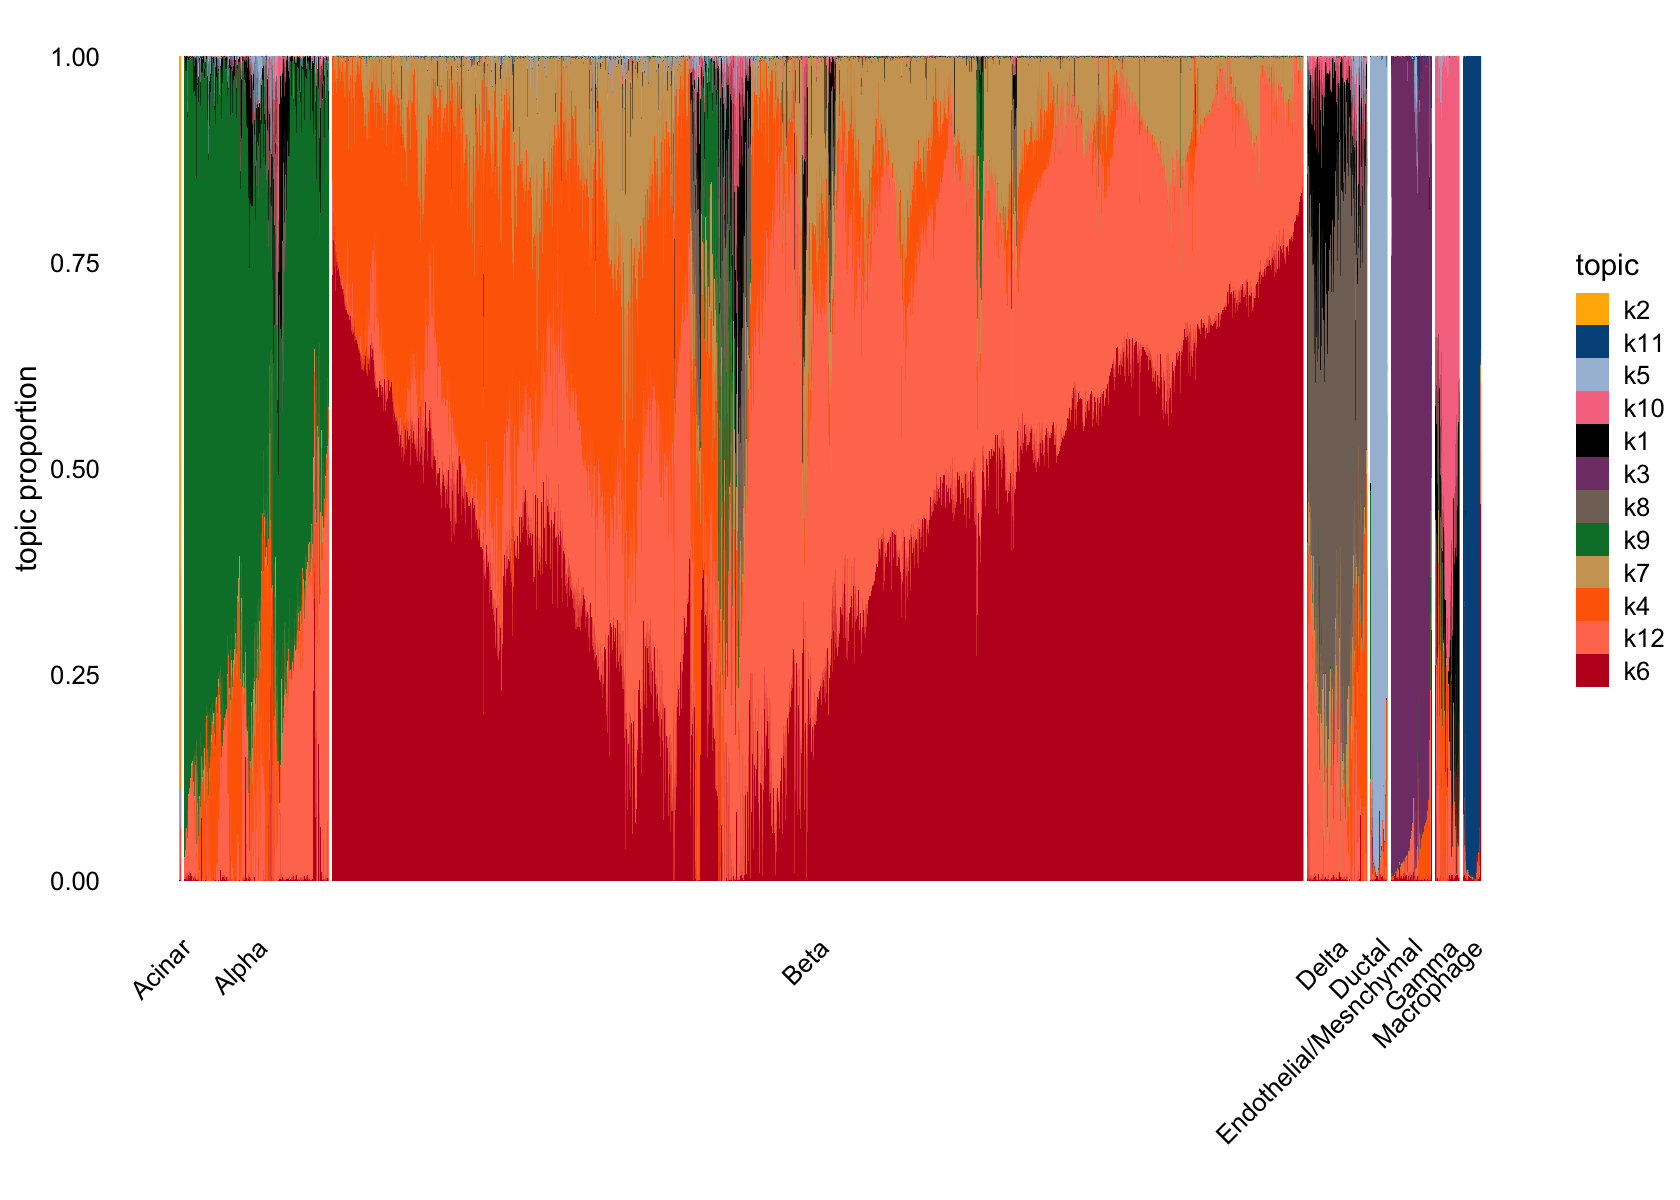 1.00
0.75
0.50
0.25
0.00
topic proportion
Acinar
Alpha
Beta
Delta
Ductal
Endothelial/Mesnchymal
Gamma
Macrophage
topic
k2
k11
k5
k10
k1
k3
k8
k9
k7
k4
k12
k6